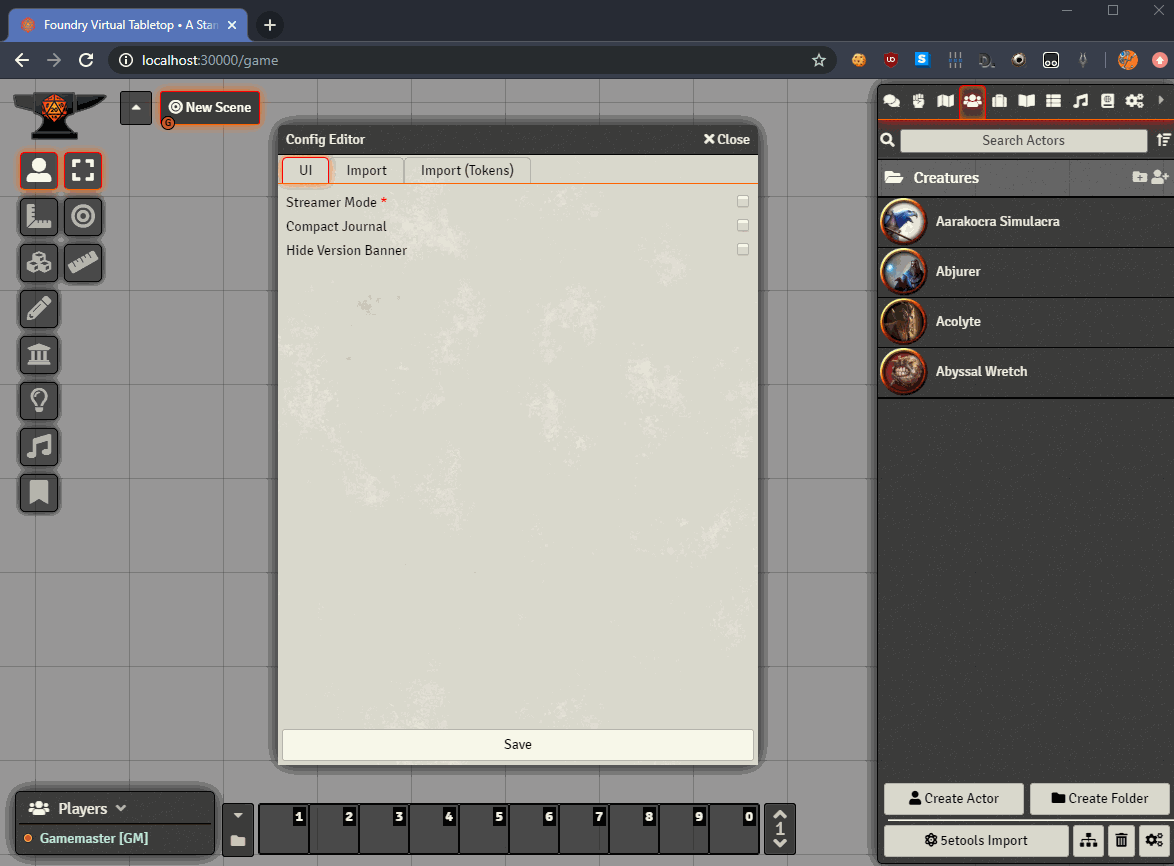 Foundry Virtual Tabletop • A Stan
localhost:30000/game
New Scene
G
Config Editor
Close
UI
Import
Import (Tokens)
Streamer Mode *
Compact Journal
Hide Version Banner
Save
Search Actors
Creatures
Aarakocra Simulacra
Abjurer
Acolyte
Abyssal Wretch
Create Actor
Create Folder
5etools Import
Players
Gamemaster [GM]
1 2 3 4 5 6 7 8 9 0
1